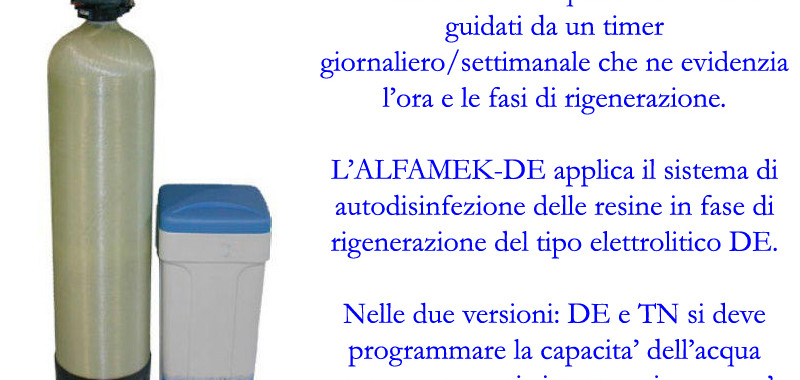 guidati da un timer
giornaliero/settimanale che ne evidenzia
l’ora e le fasi di rigenerazione.
L’ALFAMEK-DE applica il sistema di
autodisinfezione delle resine in fase di
rigenerazione del tipo elettrolitico DE.
Nelle due versioni: DE e TN si deve
programmare la capacita’ dell’acqua